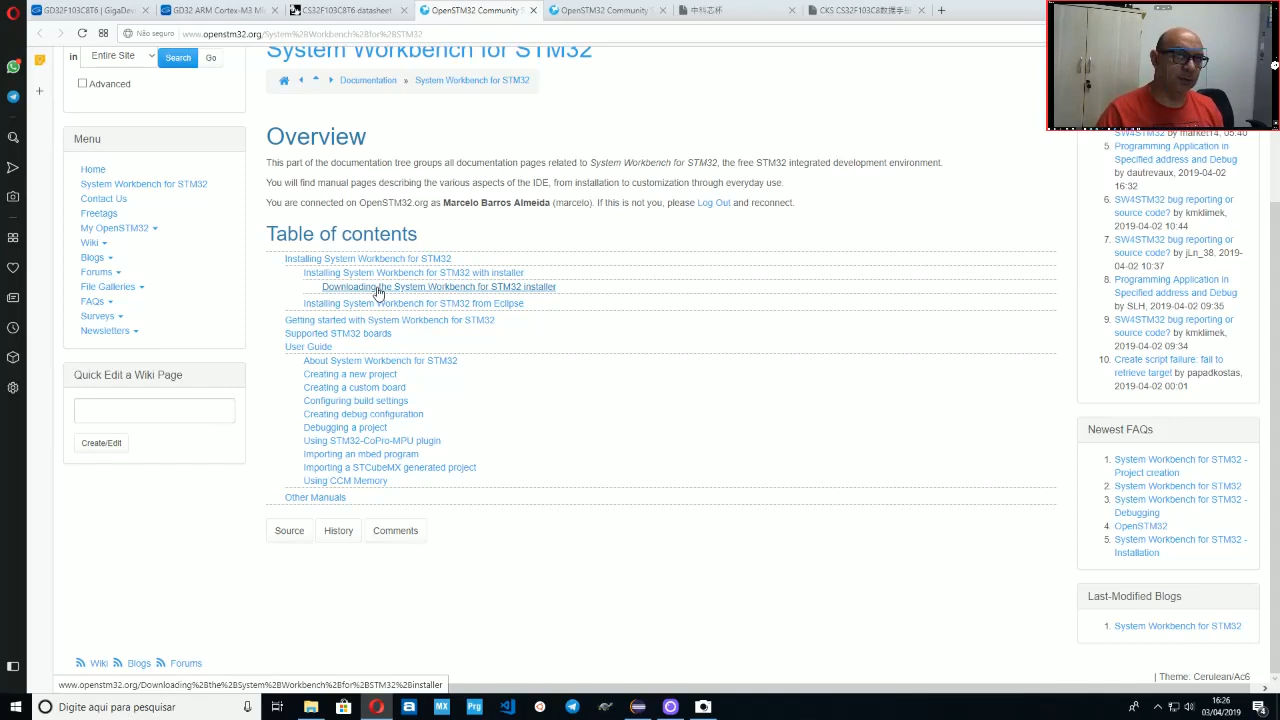 GD32F103C8T6 | GigaDev
GD32 ARM Cortex-M3 Mic
CS32F103C8T6 datasheet
OpenSTM32 Community S
OpenSTM32 Community S
中科芯杯
CKS CS32F103C8数据手册
Não seguro
www.openstm32.org/System%2BWorkbench%2Bfor%2BSTM32
System Workbench for STM32
in Entire Site Search Go
Advanced
Documentation » System Workbench for STM32
Menu
Home
System Workbench for STM32
Contact Us
Freetags
My OpenSTM32
Wiki
Blogs
Forums
File Galleries
FAQs
Surveys
Newsletters
Quick Edit a Wiki Page
Create/Edit
Overview
This part of the documentation tree groups all documentation pages related to System Workbench for STM32, the free STM32 integrated development environment.
You will find manual pages describing the various aspects of the IDE, from installation to customization through everyday use.
You are connected on OpenSTM32.org as Marcelo Barros Almeida (marcelo). If this is not you, please Log Out and reconnect.
Table of contents
Installing System Workbench for STM32
Installing System Workbench for STM32 with installer
Downloading the System Workbench for STM32 installer
Installing System Workbench for STM32 from Eclipse
Getting started with System Workbench for STM32
Supported STM32 boards
User Guide
About System Workbench for STM32
Creating a new project
Creating a custom board
Configuring build settings
Creating debug configuration
Debugging a project
Using STM32-CoPro-MPU plugin
Importing an mbed program
Importing a STCubeMX generated project
Using CCM Memory
Other Manuals
Source History Comments
SW4STM32 by market14, 05:40
5. Programming Application in
Specified address and Debug
by dautrevaux, 2019-04-02
16:32
6. SW4STM32 bug reporting or
source code? by kmklimek,
2019-04-02 10:44
7. SW4STM32 bug reporting or
source code? by jLn_38, 2019-
04-02 10:37
8. Programming Application in
Specified address and Debug
by SLH, 2019-04-02 09:35
9. SW4STM32 bug reporting or
source code? by kmklimek,
2019-04-02 09:34
10. Create script failure: fail to
retrieve target by papadkostas,
2019-04-02 00:01
Newest FAQs
1. System Workbench for STM32 -
Project creation
2. System Workbench for STM32
3. System Workbench for STM32 -
Debugging
4. OpenSTM32
5. System Workbench for STM32 -
Installation
Last-Modified Blogs
1. System Workbench for STM32
Wiki Blogs Forums
| Theme: Cerulean/Ac6
www.openstm32.org/Downloading%2Bthe%2BSystem%2BWorkbench%2Bfor%2BSTM32%2Binstaller
Digite aqui para pesquisar
MX
Prg
16:26
03/04/2019
4